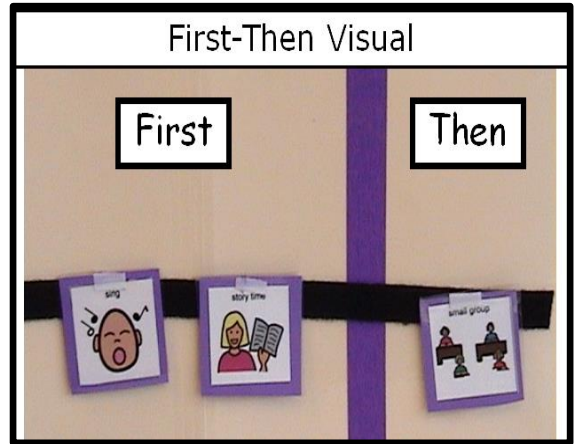 First-Then Visual
First
Then
sing
story time
small group